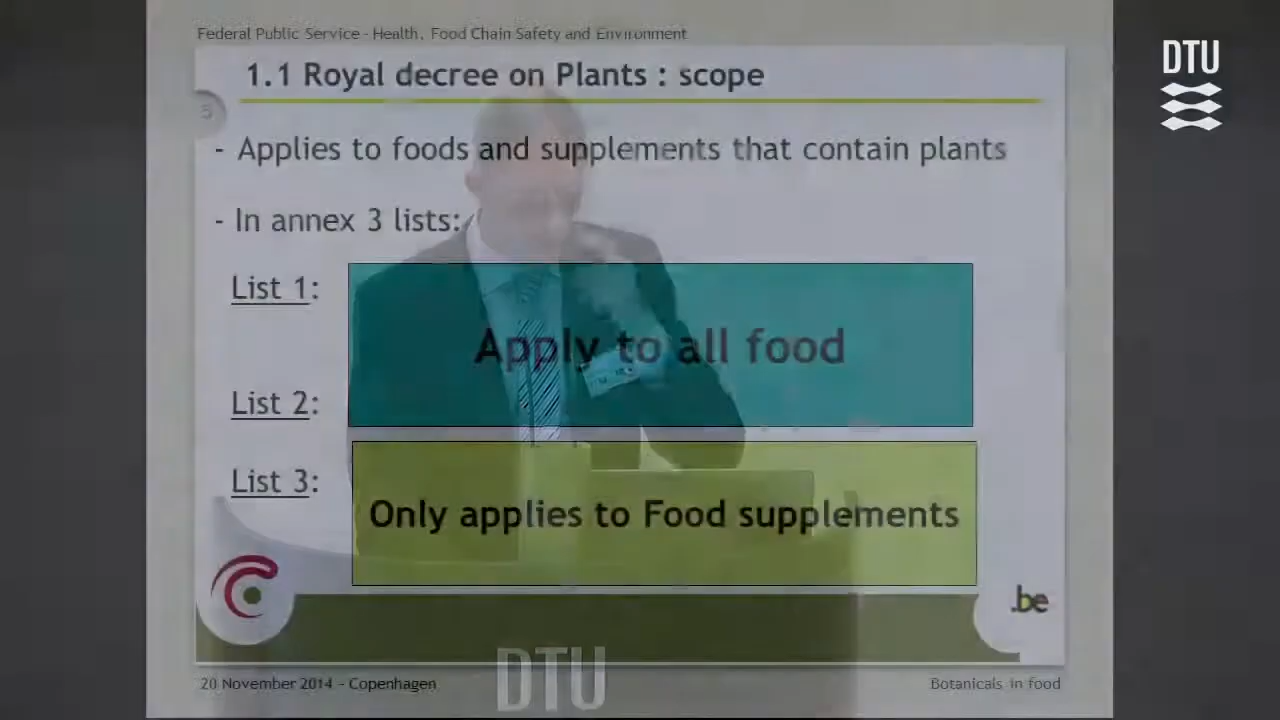 Federal Public Service - Health, Food Chain Safety and Environment
DTU
1.1 Royal decree on Plants : scope
5
- Applies to foods and supplements that contain plants
- In annex 3 lists:
List 1:
Apply to all food
List 2:
List 3:
Only applies to Food supplements
.be
DTU
20 November 2014 - Copenhagen
Botanicals in food